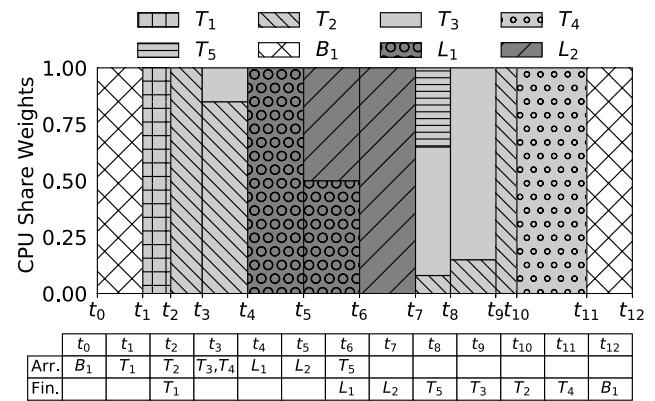 T1 T2 T3 T4
T5 B1 L1 L2
CPU Share Weights
1.00
0.75
0.50
0.25
0.00
t0 t1 t2 t3 t4 t5 t6 t7 t8 t9 t10 t11 t12
t0 t1 t2 t3 t4 t5 t6 t7 t8 t9 t10 t11 t12
Arr. B1 T1 T2 T3,T4 L1 L2 T5
Fin. T1 L1 L2 T5 T3 T2 T4 B1